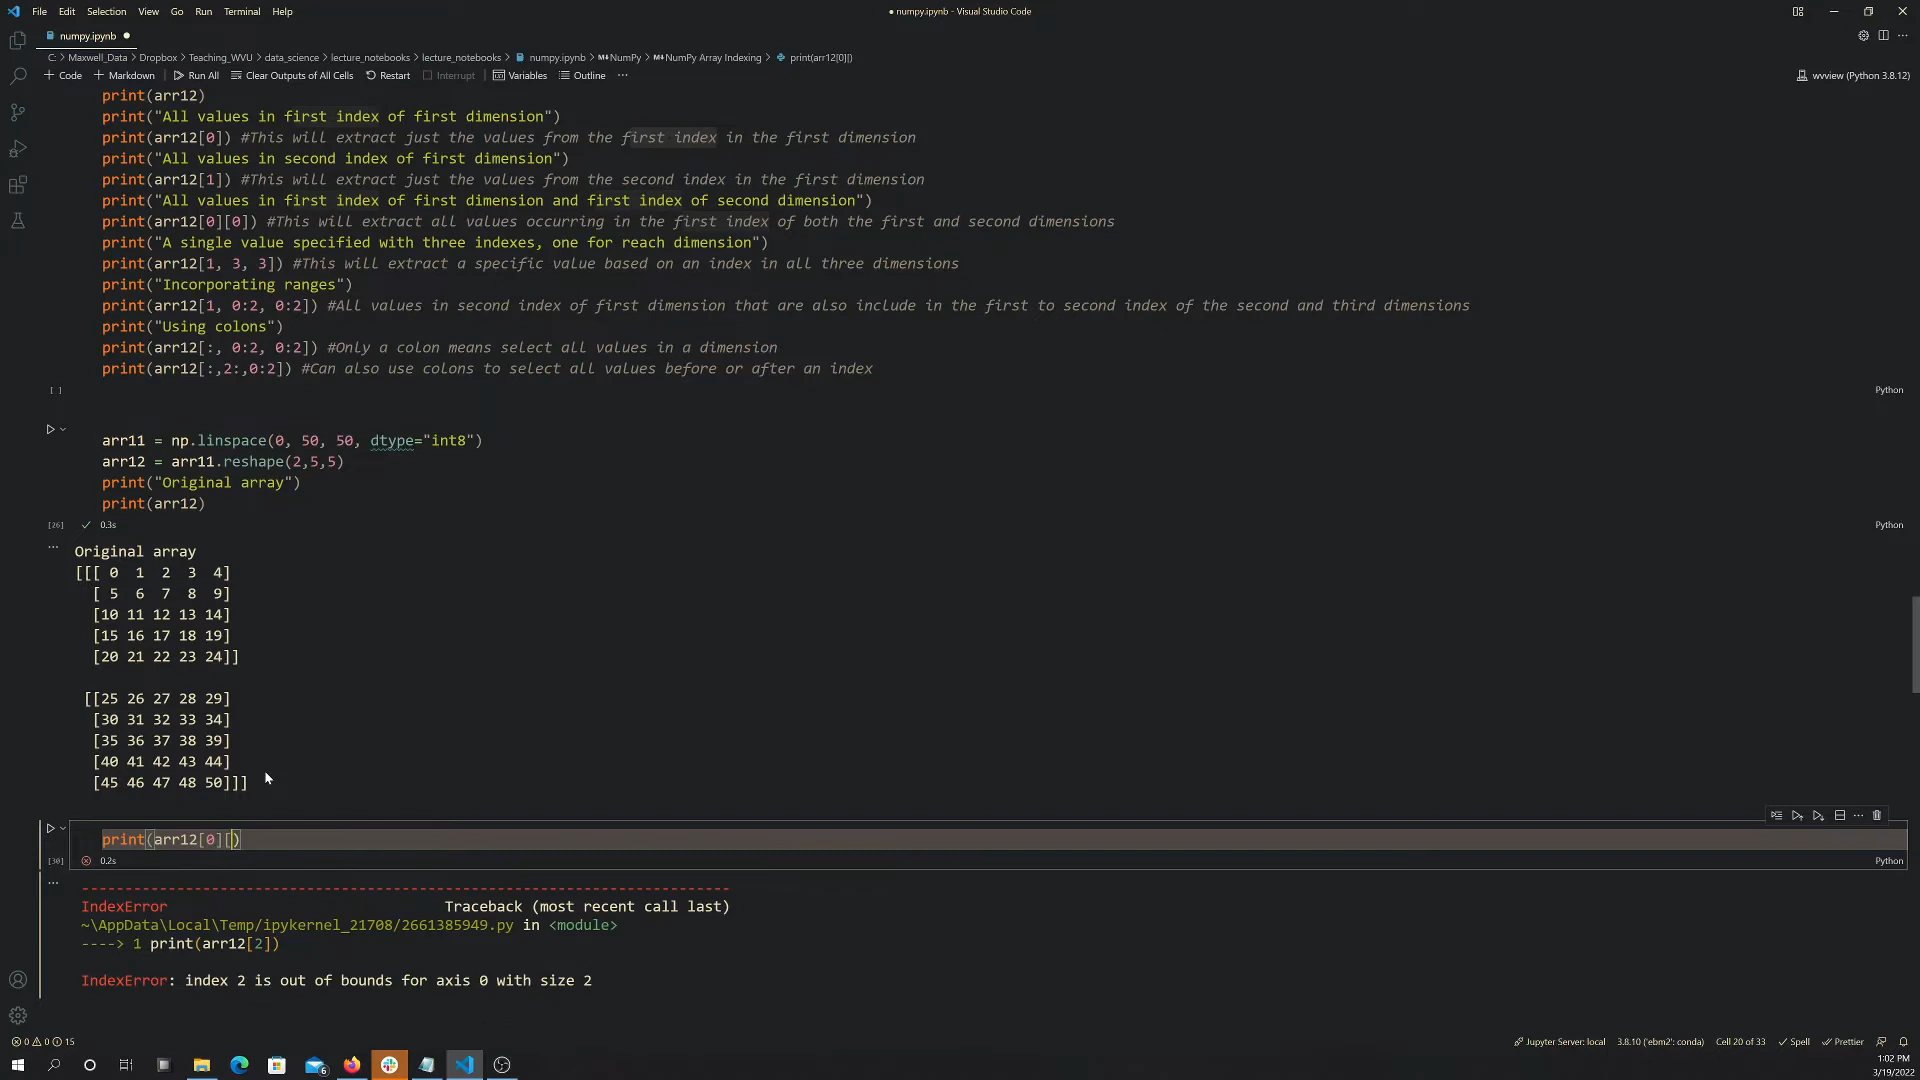 File Edit Selection View Go Run Terminal Help
● numpy.ipynb - Visual Studio Code
numpy.ipynb ●
C: > Maxwell_Data > Dropbox > Teaching_WVU > data_science > lecture_notebooks > lecture_notebooks > numpy.ipynb > M↓NumPy > M↓NumPy Array Indexing > print(arr12[0][)
+ Code + Markdown Run All Clear Outputs of All Cells Restart Interrupt Variables Outline ···
wvview (Python 3.8.12)
print(arr12)
print("All values in first index of first dimension")
print(arr12[0]) #This will extract just the values from the first index in the first dimension
print("All values in second index of first dimension")
print(arr12[1]) #This will extract just the values from the second index in the first dimension
print("All values in first index of first dimension and first index of second dimension")
print(arr12[0][0]) #This will extract all values occurring in the first index of both the first and second dimensions
print("A single value specified with three indexes, one for reach dimension")
print(arr12[1, 3, 3]) #This will extract a specific value based on an index in all three dimensions
print("Incorporating ranges")
print(arr12[1, 0:2, 0:2]) #All values in second index of first dimension that are also include in the first to second index of the second and third dimensions
print("Using colons")
print(arr12[:, 0:2, 0:2]) #Only a colon means select all values in a dimension
print(arr12[:,2:,0:2]) #Can also use colons to select all values before or after an index
[ ] Python
arr11 = np.linspace(0, 50, 50, dtype="int8")
arr12 = arr11.reshape(2,5,5)
print("Original array")
print(arr12)
[26] ✓ 0.3s Python
··· Original array
[[[ 0 1 2 3 4]
[ 5 6 7 8 9]
[10 11 12 13 14]
[15 16 17 18 19]
[20 21 22 23 24]]
[[25 26 27 28 29]
[30 31 32 33 34]
[35 36 37 38 39]
[40 41 42 43 44]
[45 46 47 48 50]]]
print(arr12[0][)
[30] 0.2s Python
···
---------------------------------------------------------------------------
IndexError Traceback (most recent call last)
~\AppData\Local\Temp/ipykernel_21708/2661385949.py in <module>
----> 1 print(arr12[2])
IndexError: index 2 is out of bounds for axis 0 with size 2
0 0 15
Jupyter Server: local 3.8.10 ('ebm2': conda) Cell 20 of 33 ✓ Spell ✓✓ Prettier
6
1:02 PM
3/19/2022